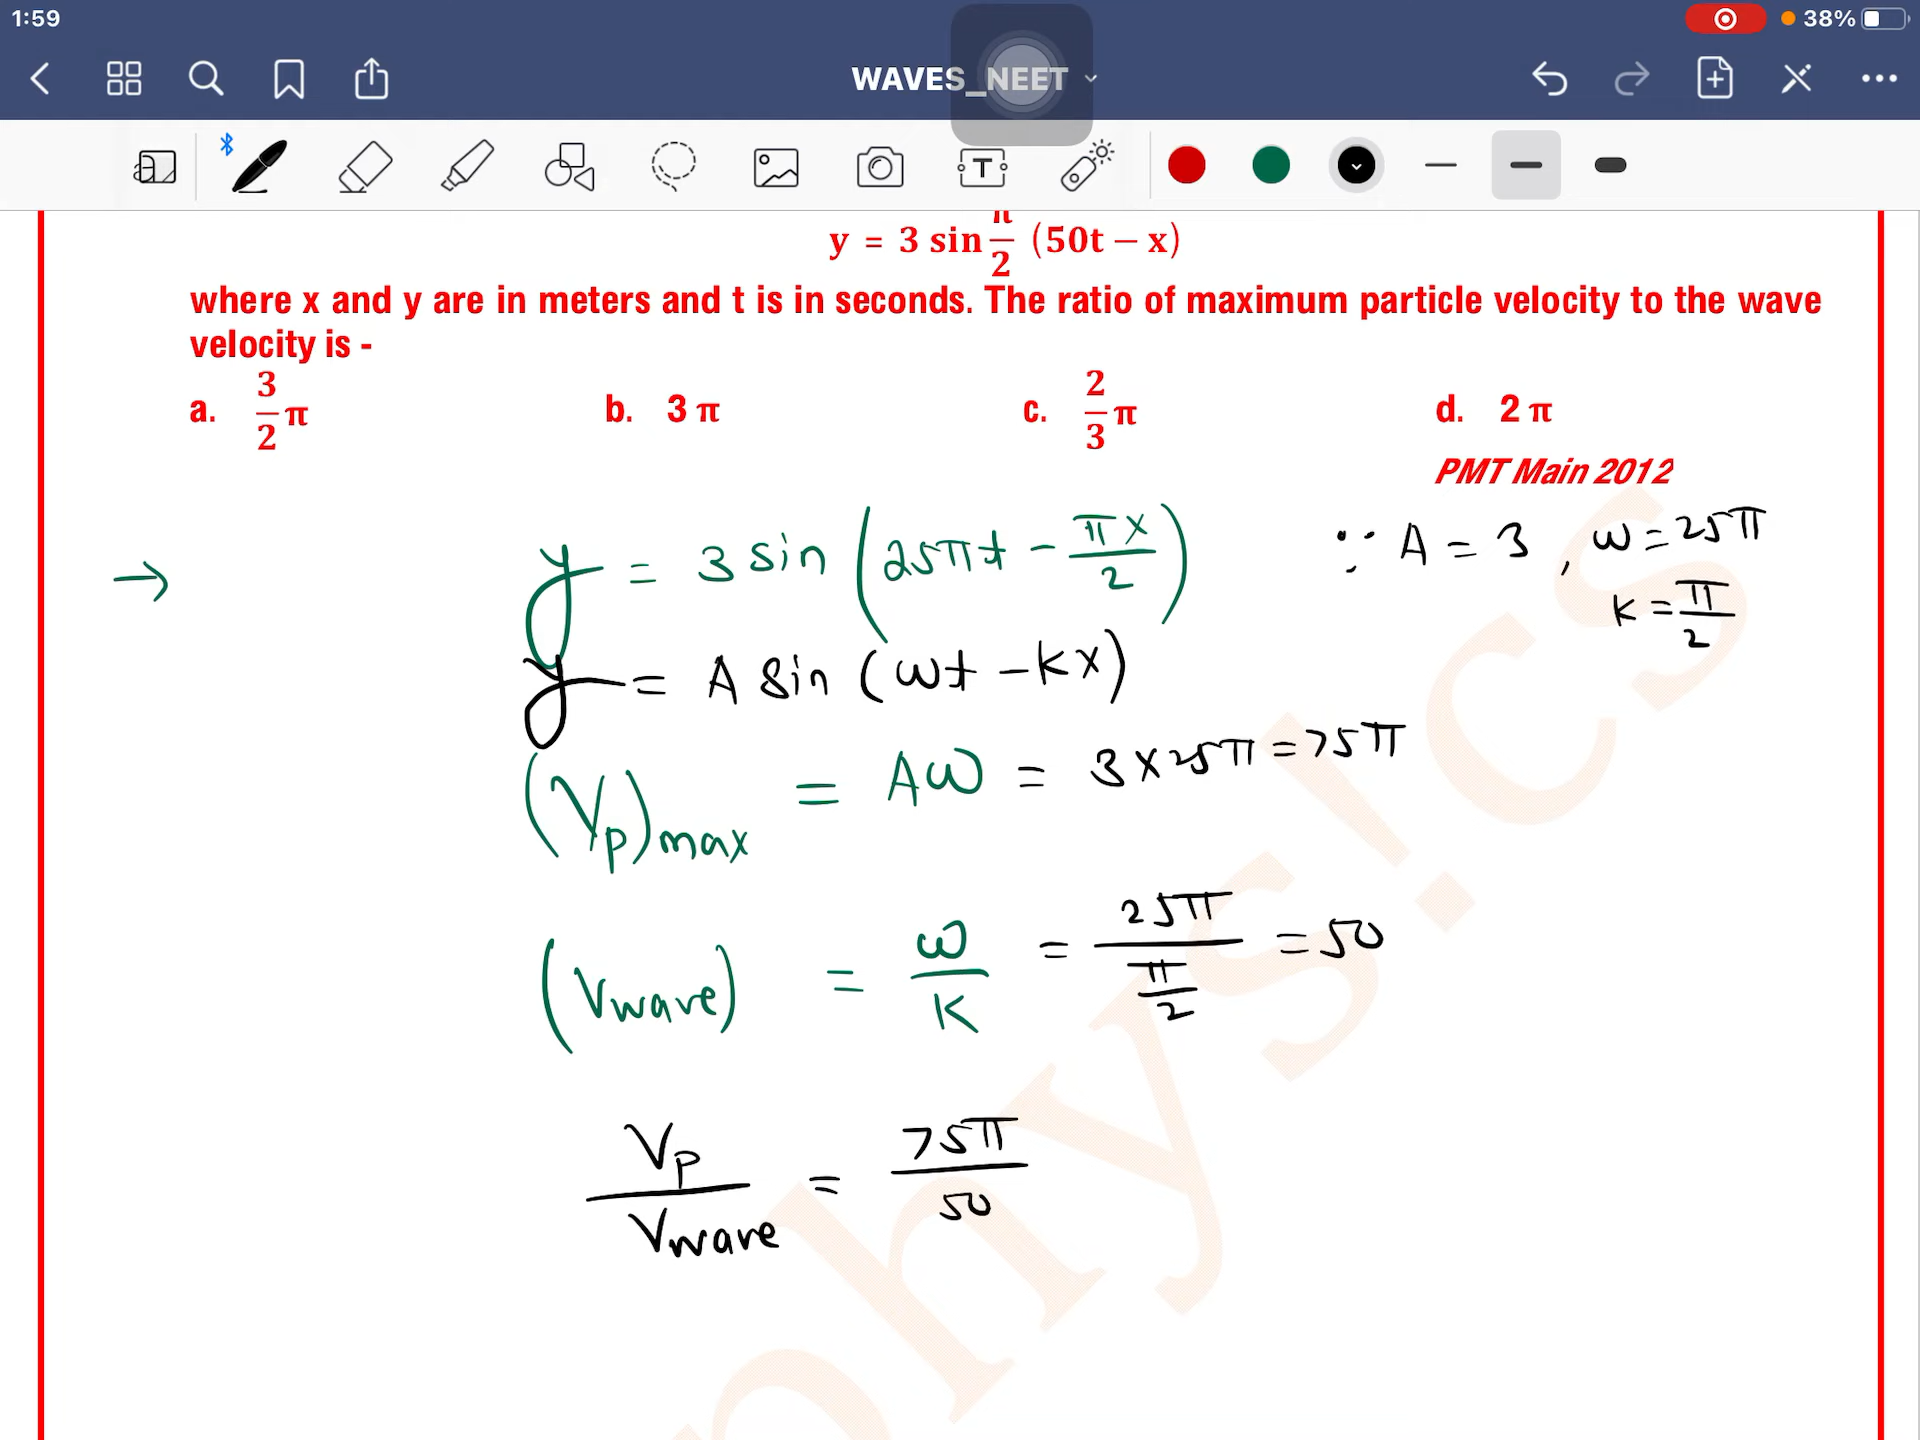 1:59
38%
WAVES_NEET
y = 3 sin π/2 (50t – x)
where x and y are in meters and t is in seconds. The ratio of maximum particle velocity to the wave
velocity is -
a. 3/2 π b. 3 π c. 2/3 π d. 2 π
PMT Main 2012
→ y = 3 sin (25πt - πx/2) ∵ A = 3, ω = 25π
k = π/2
y = A sin (ωt - kx)
(Vp)max = Aω = 3 x 25π = 75π
(Vwave) = ω/K = 25π/(π/2) = 50
Vp/Vwave = 75π/50
phys!cs